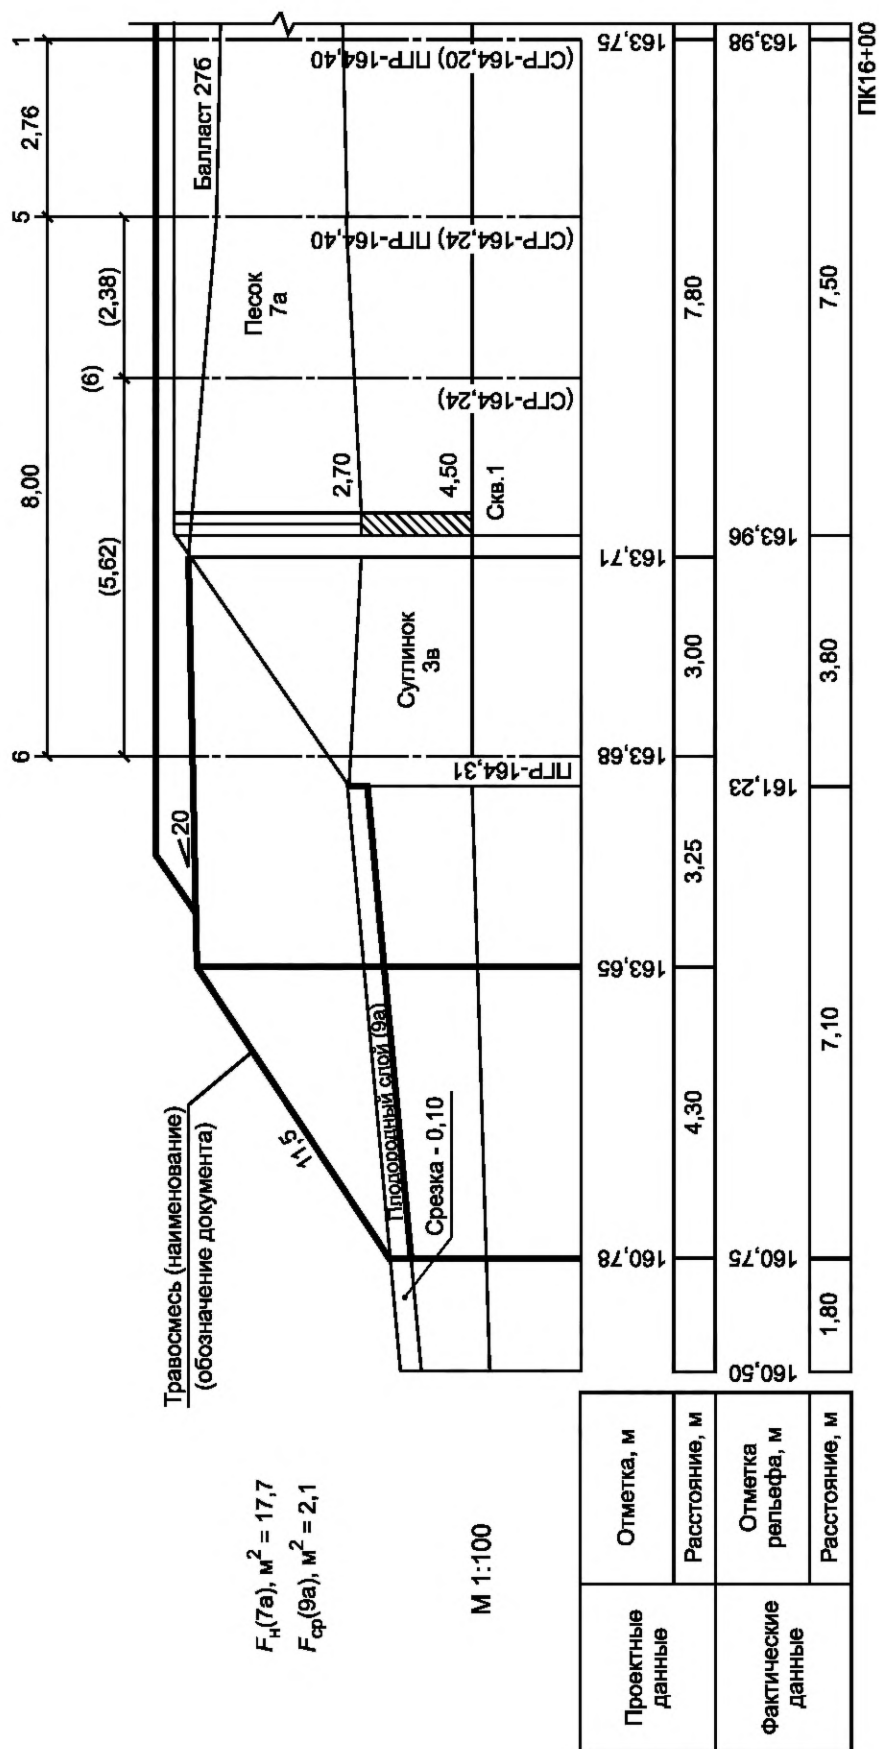 1
2,76
5
8,00
6
(2,38)
(6)
(5,62)
Балласт 27б
Песок
7а
20
Травосмесь (наименование)
(обозначение документа)
11,5
2,70
4,50
Скв.1
Суглинок
3в
Плодородный слой (9а)
Срезка - 0,10
(СГР-164,20) ПГР-164,40
(СГР-164,24) ПГР-164,40
(СГР-164,24)
ПГР-164,31
Fн(7а), м² = 17,7
Fср(9а), м² = 2,1
М 1:100
Проектные
данные
Отметка, м
160,78
163,65
163,68
163,71
163,75
Расстояние, м
4,30
3,25
3,00
7,80
Фактические
данные
Отметка
рельефа, м
160,50
160,75
161,23
163,96
163,98
Расстояние, м
1,80
7,10
3,80
7,50
ПК16+00